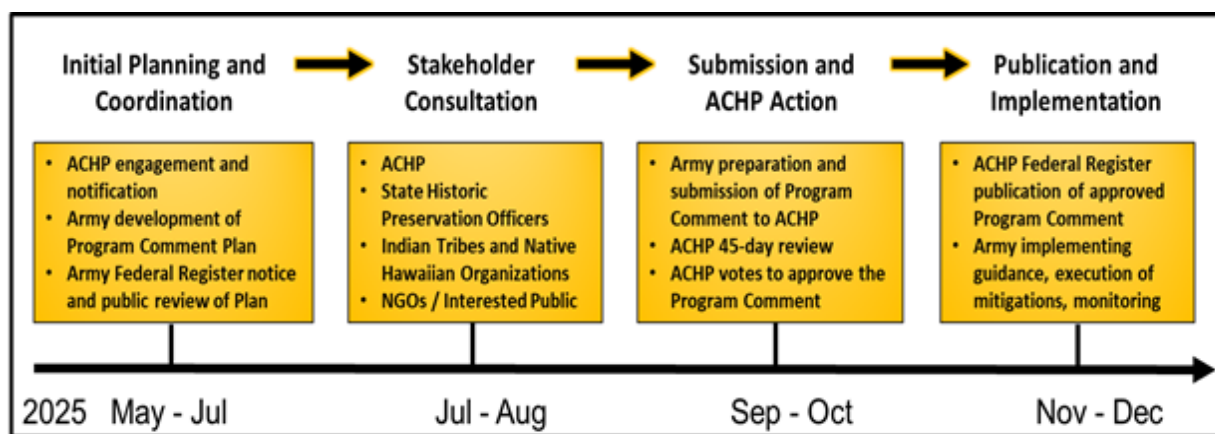 Initial Planning and
Coordination
Stakeholder
Consultation
Submission and
ACHP Action
Publication and
Implementation
• ACHP engagement and
notification
• Army development of
Program Comment Plan
• Army Federal Register notice
and public review of Plan
• ACHP
• State Historic
Preservation Officers
• Indian Tribes and Native
Hawaiian Organizations
• NGOs / Interested Public
• Army preparation and
submission of Program
Comment to ACHP
• ACHP 45-day review
• ACHP votes to approve the
Program Comment
• ACHP Federal Register
publication of approved
Program Comment
• Army implementing
guidance, execution of
mitigations, monitoring
2025 May - Jul
Jul - Aug
Sep - Oct
Nov - Dec